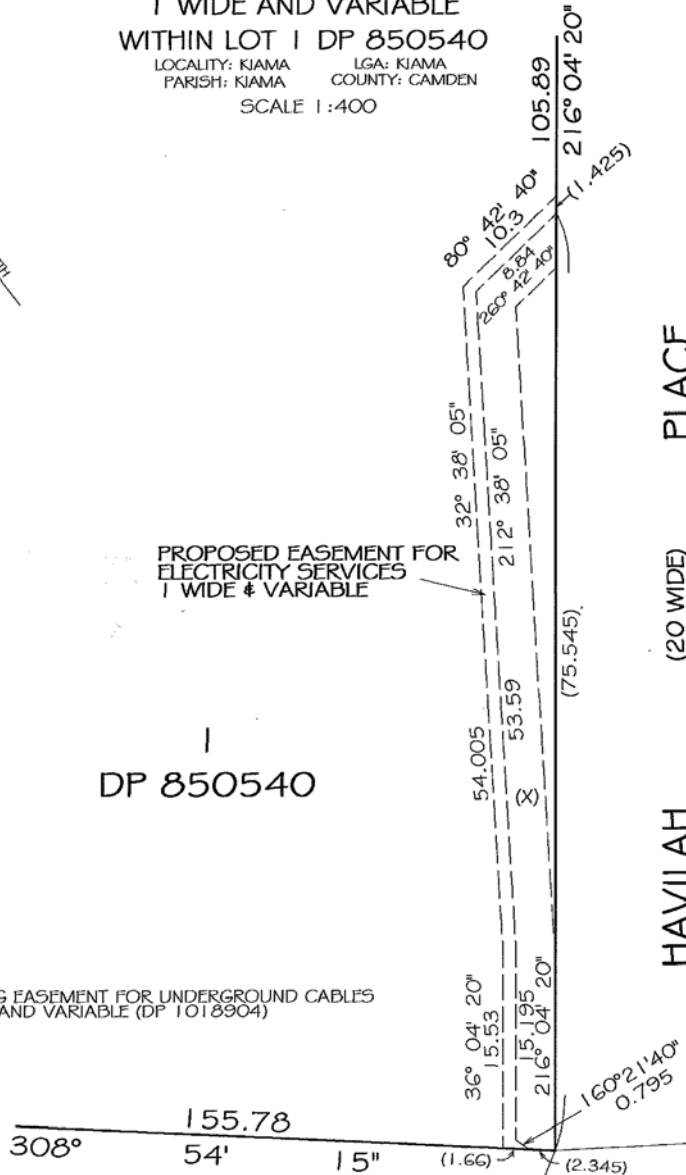 1 WIDE AND VARIABLE
WITHIN LOT 1 DP 850540
LOCALITY: KIAMA LGA: KIAMA
PARISH: KIAMA COUNTY: CAMDEN
SCALE 1:400
105.89
216° 04' 20"
(1.425)
80° 42' 40"
10.3
8.84
260° 42' 40"
32° 38' 05"
212° 38' 05"
PROPOSED EASEMENT FOR
ELECTRICITY SERVICES
1 WIDE & VARIABLE
PLACE
(20 WIDE)
HAVILAH
(75.545)
53.59
54.005
(X)
1
DP 850540
G EASEMENT FOR UNDERGROUND CABLES
AND VARIABLE (DP 1018904)
36° 04' 20"
15.53
15.195
216° 04' 20"
160°21'40"
0.795
155.78
308° 54' 15"
(1.66)
(2.345)